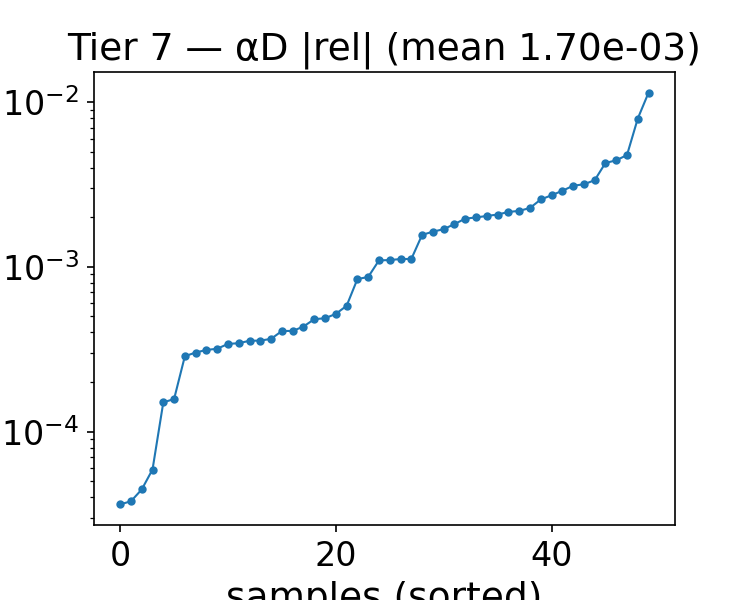 Tier 7 — αD |rel| (mean 1.70e-03)
10⁻²
10⁻³
10⁻⁴
0 20 40
samples (sorted)